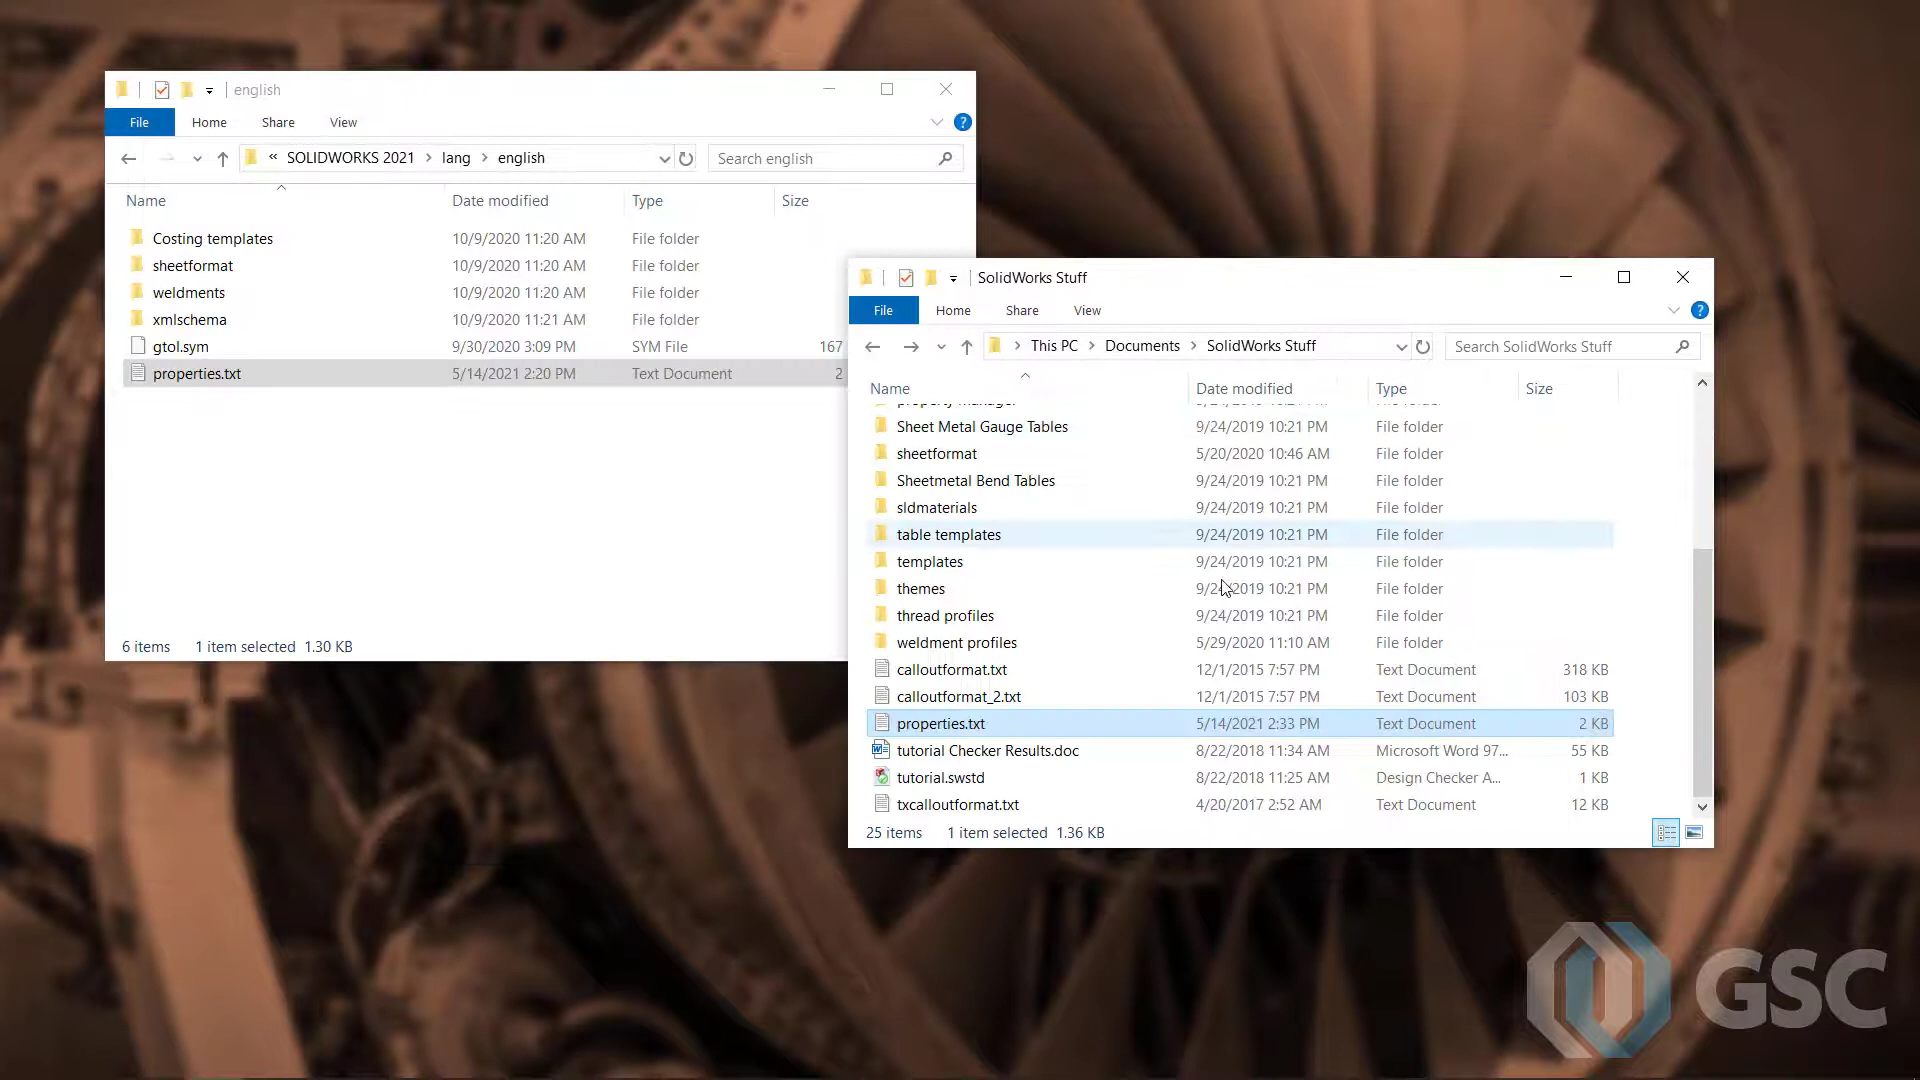 english
File Home Share View
« SOLIDWORKS 2021 > lang > english
Search english
Name Date modified Type Size
Costing templates 10/9/2020 11:20 AM File folder
sheetformat 10/9/2020 11:20 AM File folder
weldments 10/9/2020 11:20 AM File folder
xmlschema 10/9/2020 11:21 AM File folder
gtol.sym 9/30/2020 3:09 PM SYM File 167
properties.txt 5/14/2021 2:20 PM Text Document 2
6 items 1 item selected 1.30 KB
SolidWorks Stuff
File Home Share View
> This PC > Documents > SolidWorks Stuff
Search SolidWorks Stuff
Name Date modified Type Size
Sheet Metal Gauge Tables 9/24/2019 10:21 PM File folder
sheetformat 5/20/2020 10:46 AM File folder
Sheetmetal Bend Tables 9/24/2019 10:21 PM File folder
sldmaterials 9/24/2019 10:21 PM File folder
table templates 9/24/2019 10:21 PM File folder
templates 9/24/2019 10:21 PM File folder
themes 9/24/2019 10:21 PM File folder
thread profiles 9/24/2019 10:21 PM File folder
weldment profiles 5/29/2020 11:10 AM File folder
calloutformat.txt 12/1/2015 7:57 PM Text Document 318 KB
calloutformat_2.txt 12/1/2015 7:57 PM Text Document 103 KB
properties.txt 5/14/2021 2:33 PM Text Document 2 KB
tutorial Checker Results.doc 8/22/2018 11:34 AM Microsoft Word 97... 55 KB
tutorial.swstd 8/22/2018 11:25 AM Design Checker A... 1 KB
txcalloutformat.txt 4/20/2017 2:52 AM Text Document 12 KB
25 items 1 item selected 1.36 KB
GSC